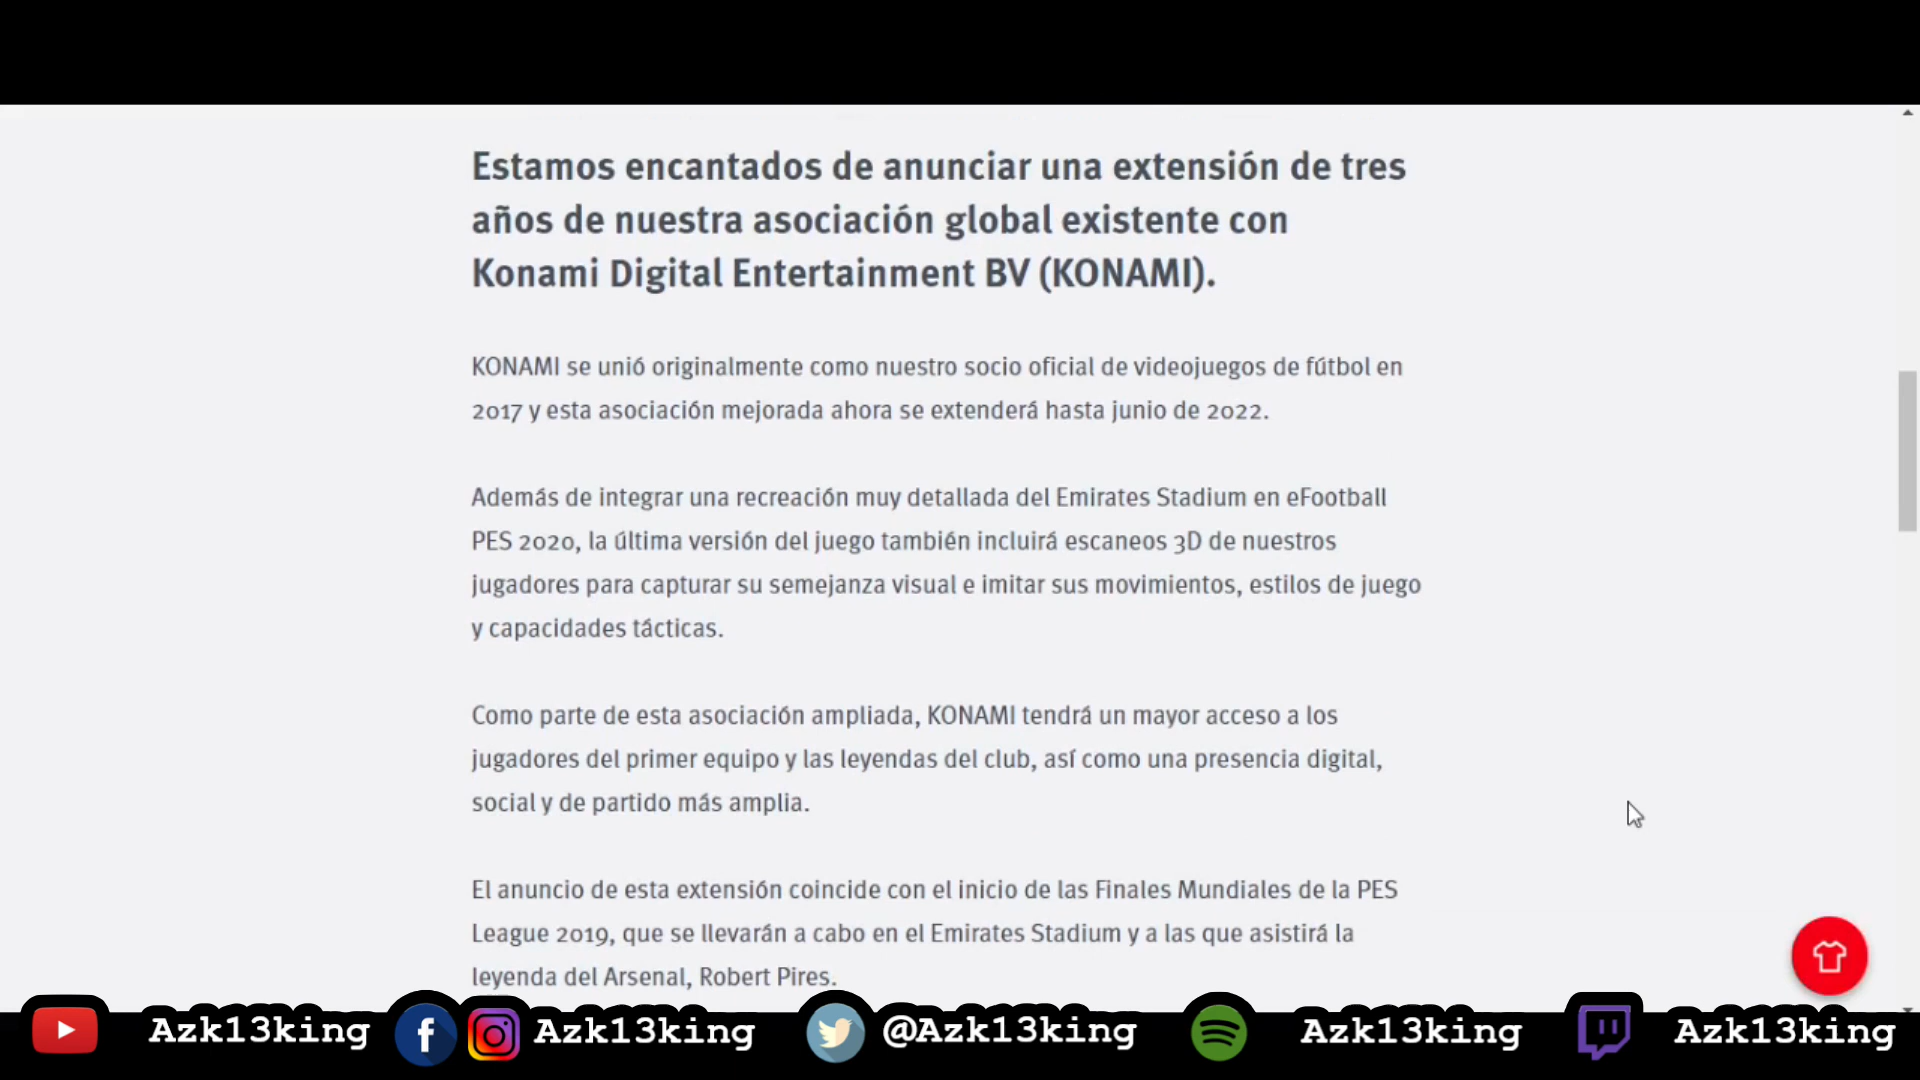 Estamos encantados de anunciar una extensión de tres
años de nuestra asociación global existente con
Konami Digital Entertainment BV (KONAMI).
KONAMI se unió originalmente como nuestro socio oficial de videojuegos de fútbol en
2017 y esta asociación mejorada ahora se extenderá hasta junio de 2022.
Además de integrar una recreación muy detallada del Emirates Stadium en eFootball
PES 2020, la última versión del juego también incluirá escaneos 3D de nuestros
jugadores para capturar su semejanza visual e imitar sus movimientos, estilos de juego
y capacidades tácticas.
Como parte de esta asociación ampliada, KONAMI tendrá un mayor acceso a los
jugadores del primer equipo y las leyendas del club, así como una presencia digital,
social y de partido más amplia.
El anuncio de esta extensión coincide con el inicio de las Finales Mundiales de la PES
League 2019, que se llevarán a cabo en el Emirates Stadium y a las que asistirá la
leyenda del Arsenal, Robert Pires.
Azk13king Azk13king @Azk13king Azk13king Azk13king